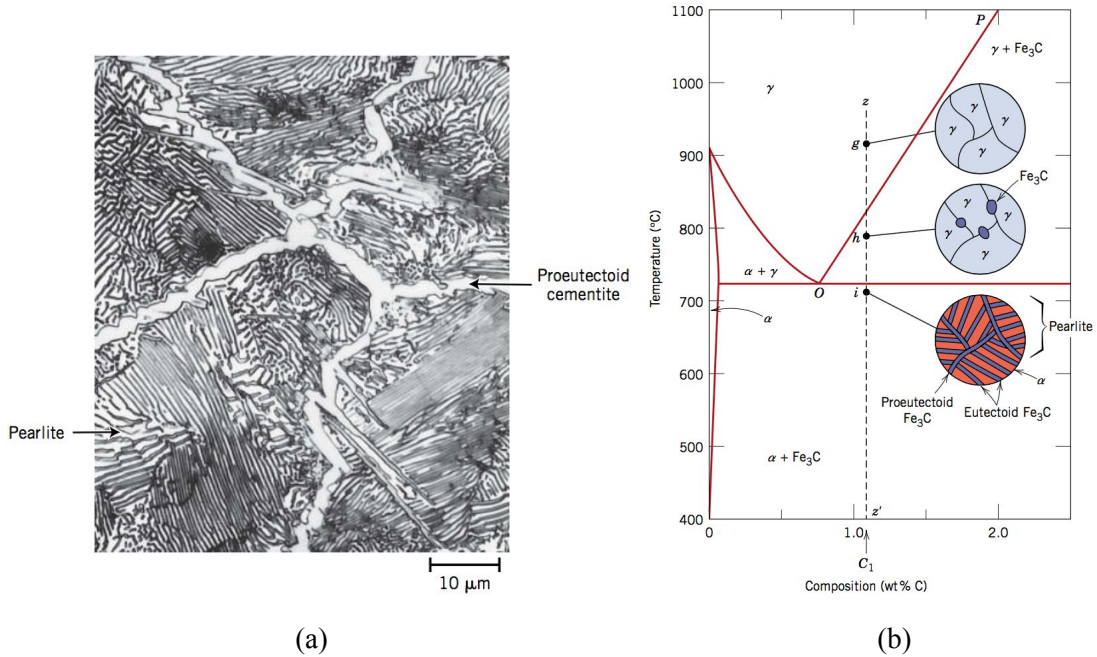 Proeutectoid
cementite
Pearlite
10 μm
(a)
1100
1000
900
800
700
600
500
400
Temperature (°C)
0
1.0
2.0
C₁
Composition (wt% C)
P
γ + Fe₃C
γ
z
g
γ
γ
γ
γ
Fe₃C
γ
γ
γ
γ
h
α + γ
O
i
α
Pearlite
α
Proeutectoid
Fe₃C
Eutectoid Fe₃C
α + Fe₃C
z'
(b)